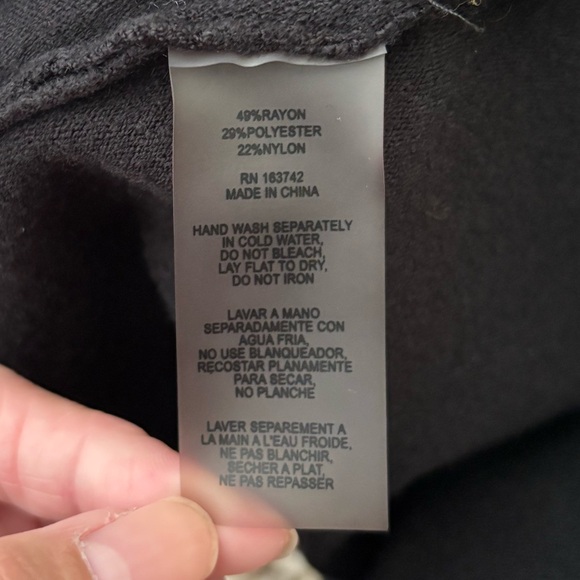 49%RAYON
29%POLYESTER
22%NYLON
RN 163742
MADE IN CHINA
HAND WASH SEPARATELY
IN COLD WATER,
DO NOT BLEACH,
LAY FLAT TO DRY,
DO NOT IRON
LAVAR A MANO
SEPARADAMENTE CON
AGUA FRIA,
NO USE BLANQUEADOR,
RECOSTAR PLANAMENTE
PARA SECAR,
NO PLANCHE
LAVER SEPAREMENT A
LA MAIN A L'EAU FROIDE,
NE PAS BLANCHIR,
SECHER A PLAT,
NE PAS REPASSER